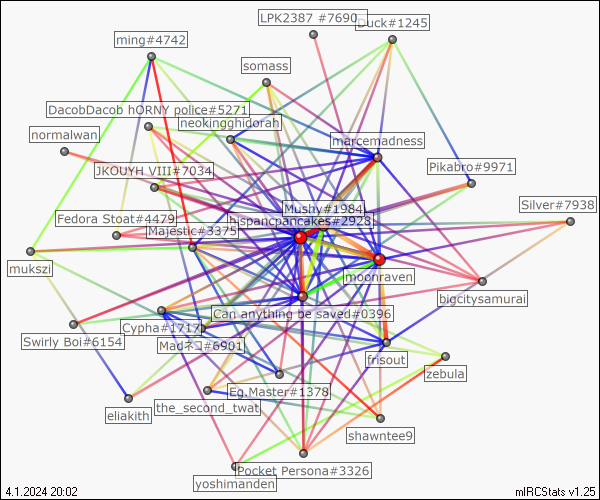 LPK2387 #7690
Duck#1245
ming#4742
somass
DacobDacob hORNY police#5271
neokingghidorah
normalwan
marcemadness
JKOUYH VIII#7034
Pikabro#9971
Mushy#1984
Silver#7938
Fedora Stoat#4479
hispancpancakes#2928
Majestic#3375
mukszi
moonraven
bigcitysamurai
Can anything be saved#0396
Cypha#1717
Swirly Boi#6154
Madネコ#6901
frisout
zebula
Eg.Master#1378
eliakith
the_second_twat
shawntee9
Pocket Persona#3326
yoshimanden
4.1.2024 20:02
mIRCStats v1.25